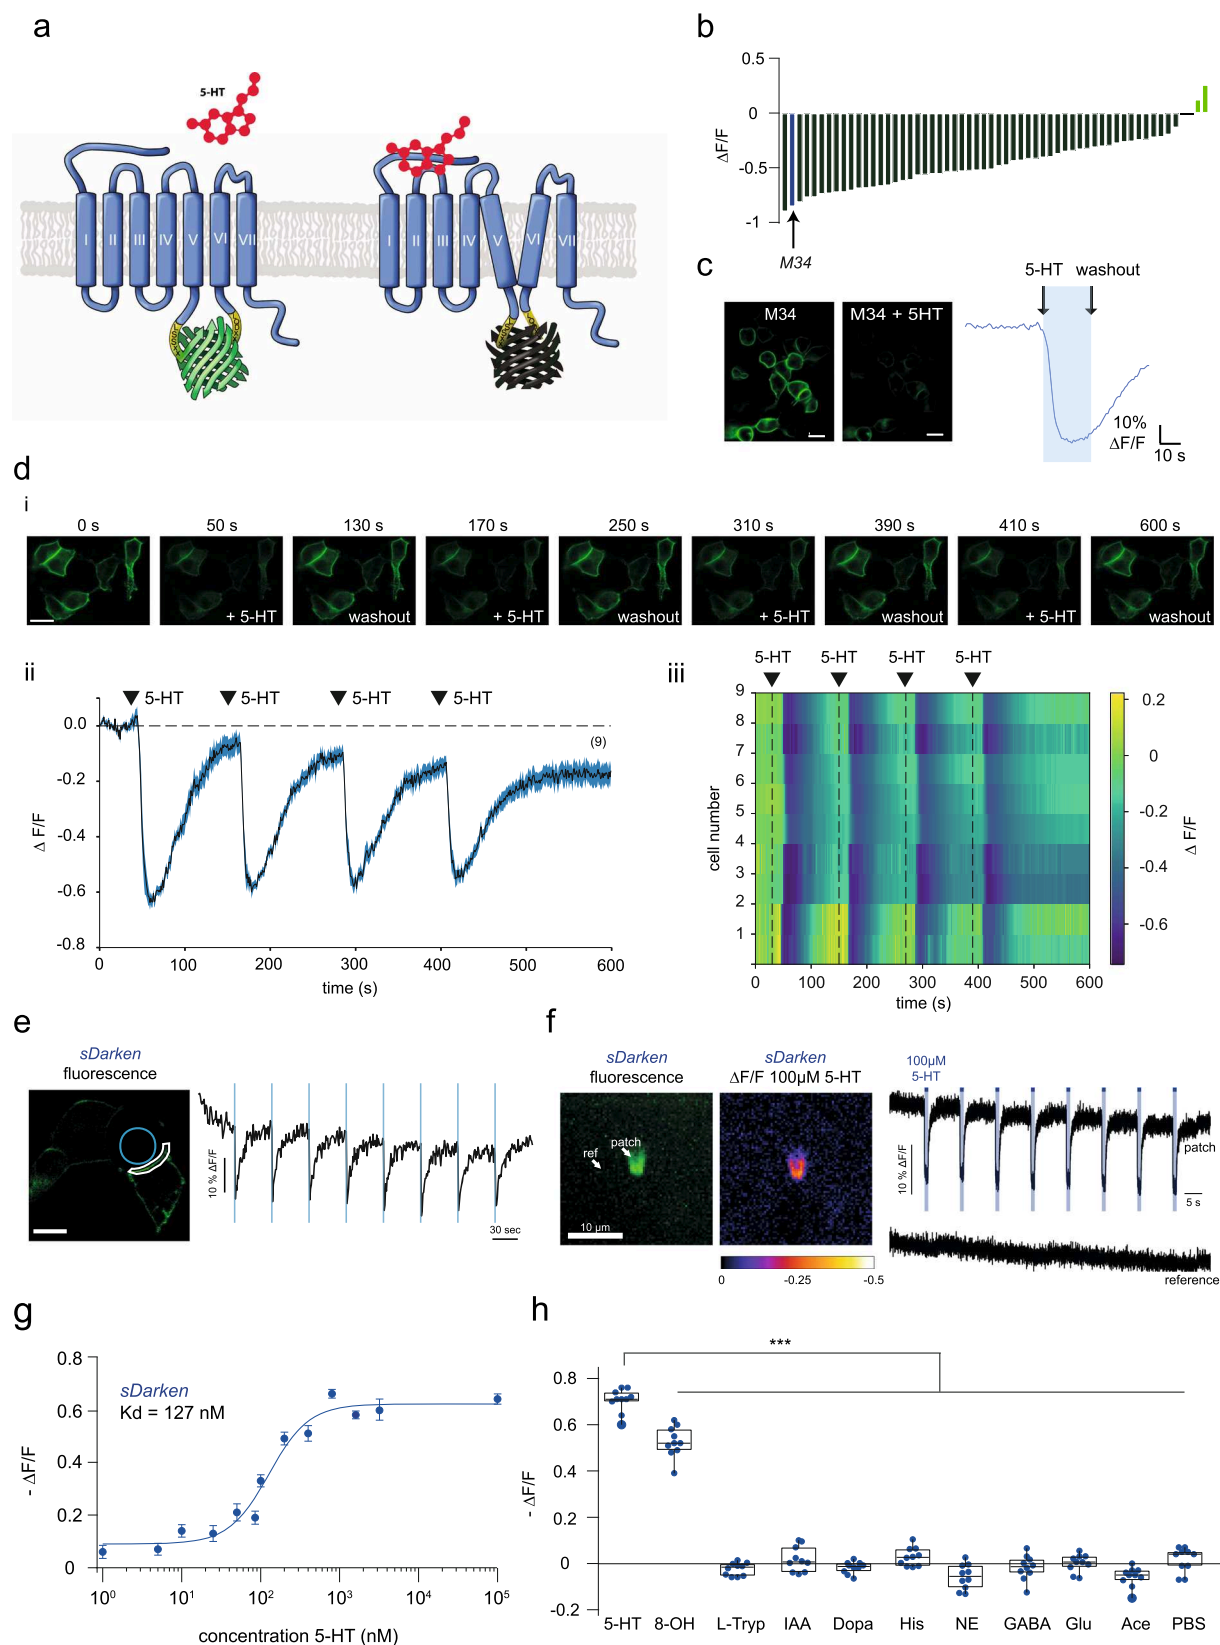 a
5-HT
I II III IV V VI VII
I II III IV V VI VII
b
0.5
0
-0.5
-1
ΔF/F
M34
c
M34
M34 + 5HT
5-HT washout
10%
ΔF/F
10 s
d
i
0 s 50 s 130 s 170 s 250 s 310 s 390 s 410 s 600 s
+ 5-HT washout + 5-HT washout + 5-HT washout + 5-HT washout
ii
5-HT 5-HT 5-HT 5-HT
(9)
0.0
-0.2
-0.4
-0.6
-0.8
Δ F/F
0 100 200 300 400 500 600
time (s)
iii
5-HT 5-HT 5-HT 5-HT
9
8
7
6
5
4
3
2
1
cell number
0 100 200 300 400 500 600
time (s)
0.2
0
-0.2
-0.4
-0.6
Δ F/F
e
sDarken
fluorescence
10 % ΔF/F
30 sec
f
sDarken
fluorescence
ref
patch
10 µm
sDarken
ΔF/F 100µM 5-HT
0 -0.25 -0.5
100µM
5-HT
patch
10 % ΔF/F
5 s
reference
g
0.8
0.6
0.4
0.2
0
- ΔF/F
sDarken
Kd = 127 nM
10⁰ 10¹ 10² 10³ 10⁴ 10⁵
concentration 5-HT (nM)
h
***
0.8
0.6
0.4
0.2
0
-0.2
- ΔF/F
5-HT 8-OH L-Tryp IAA Dopa His NE GABA Glu Ace PBS